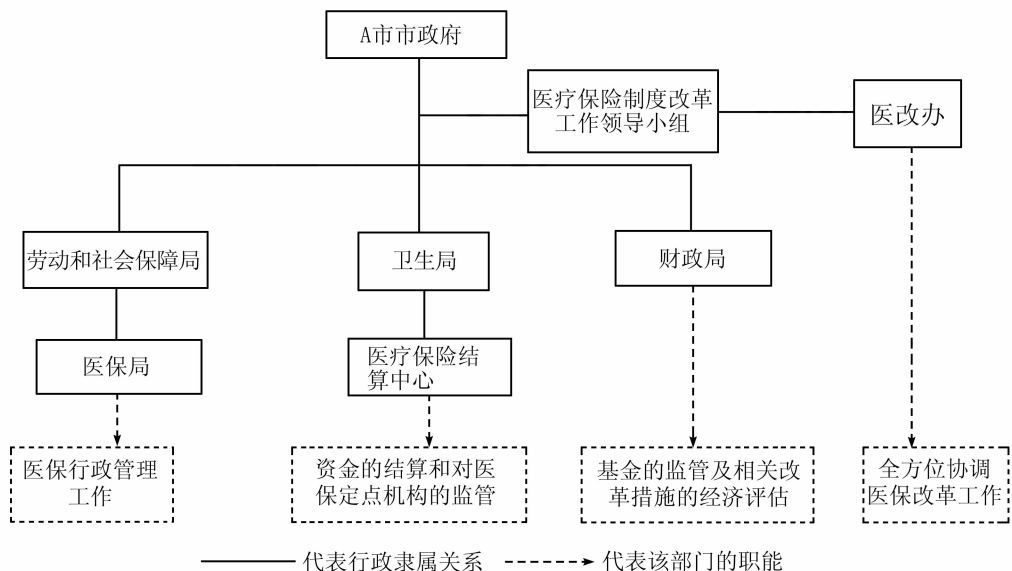 A市市政府
医疗保险制度改革
工作领导小组
医改办
劳动和社会保障局
卫生局
财政局
医保局
医疗保险结
算中心
医保行政管理
工作
资金的结算和对医
保定点机构的监管
基金的监管及相关改
革措施的经济评估
全方位协调
医保改革工作
代表行政隶属关系
代表该部门的职能